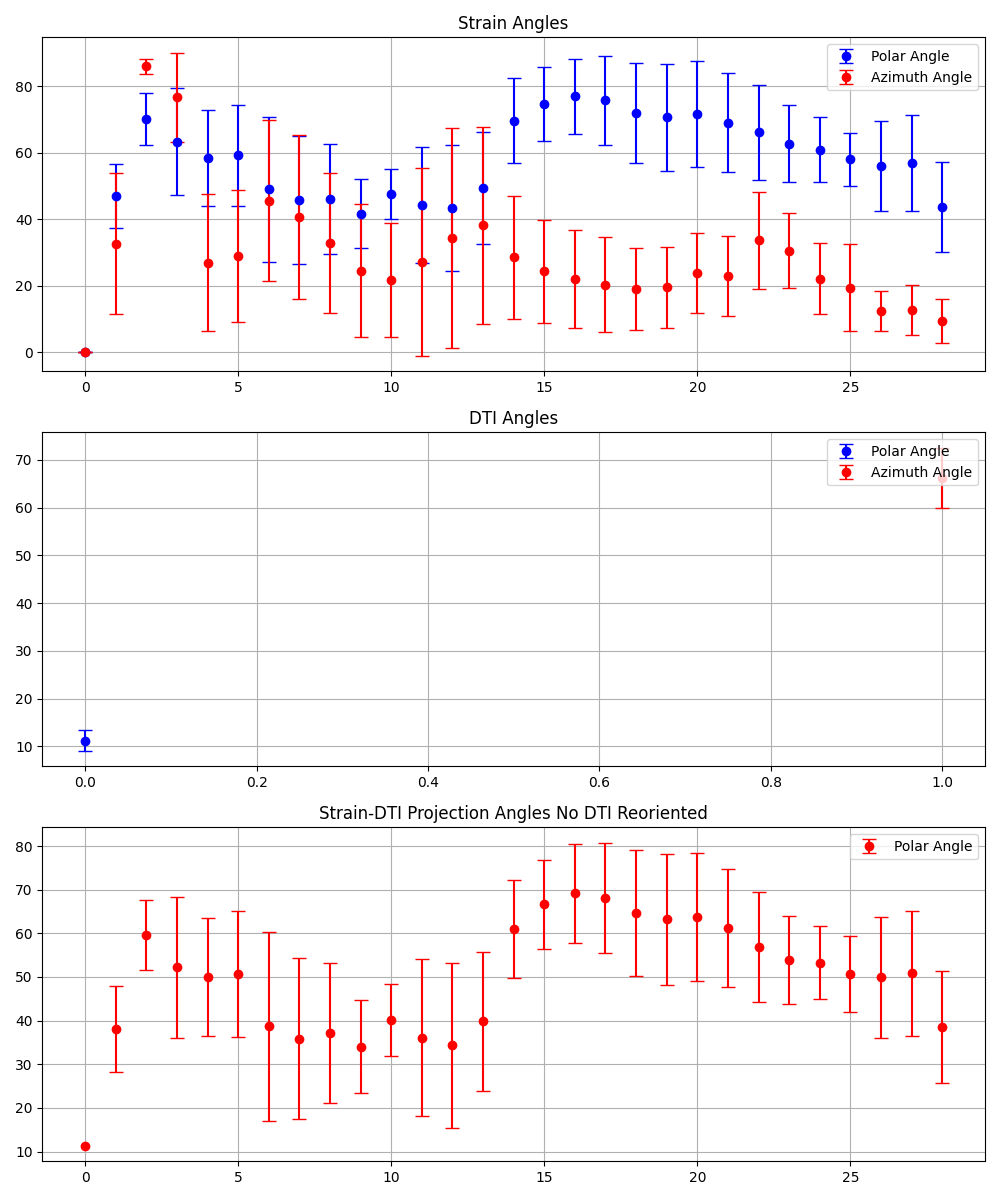 Strain Angles
Polar Angle
Azimuth Angle
80
60
40
20
0
0 5 10 15 20 25
DTI Angles
Polar Angle
Azimuth Angle
70
60
50
40
30
20
10
0.0 0.2 0.4 0.6 0.8 1.0
Strain-DTI Projection Angles No DTI Reoriented
Polar Angle
80
70
60
50
40
30
20
10
0 5 10 15 20 25